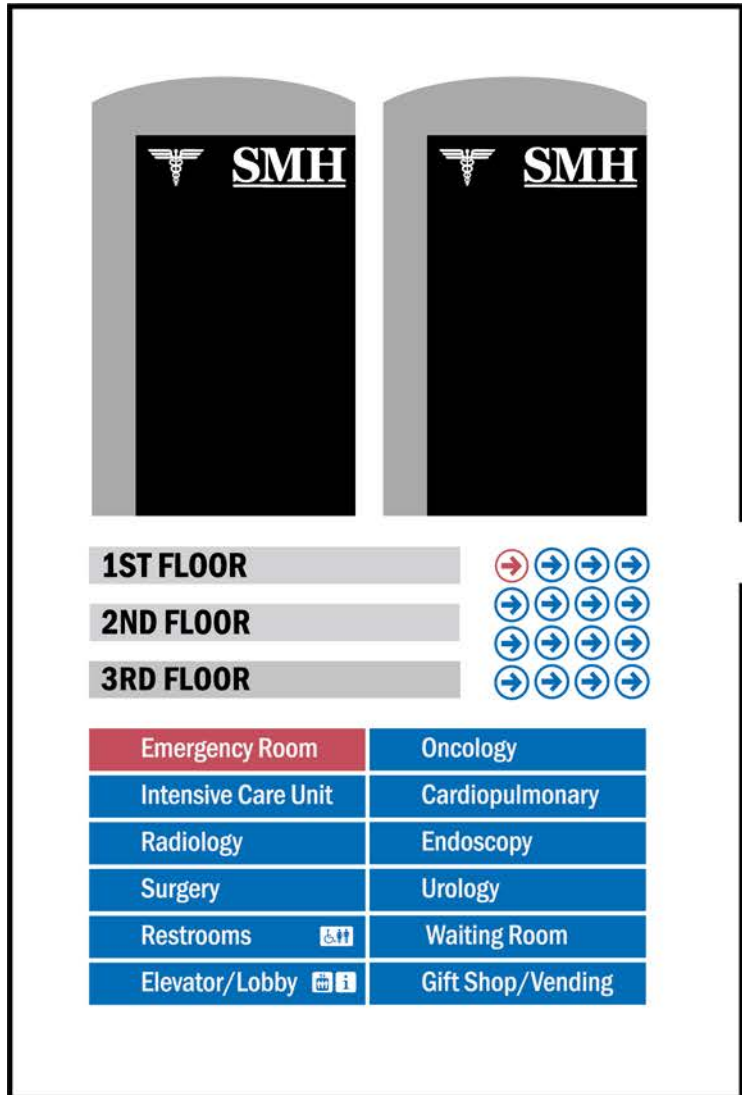 SMH
SMH
1ST FLOOR
2ND FLOOR
3RD FLOOR
Emergency Room
Oncology
Intensive Care Unit
Cardiopulmonary
Radiology
Endoscopy
Surgery
Urology
Restrooms
Waiting Room
Elevator/Lobby i
Gift Shop/Vending